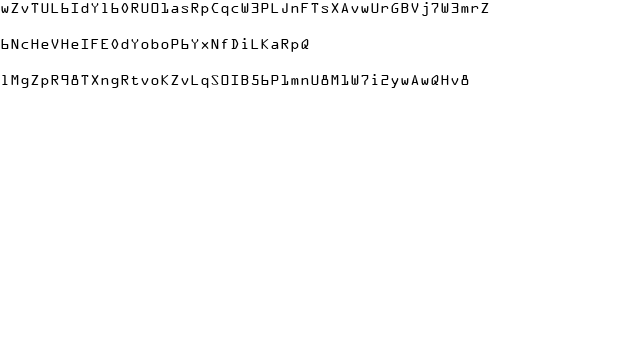 wZvTUL6IdY160RUO1asRpCqcW3PLJnFTsXAvwUrGBVj7W3mrZ
6NcHeVHeIFE0dYoboP6YxNfDiLKaRpQ
1MgZpR98TXngRtvoKZvLqSOIB56P1mnU8M1W7i2ywAwQHv8